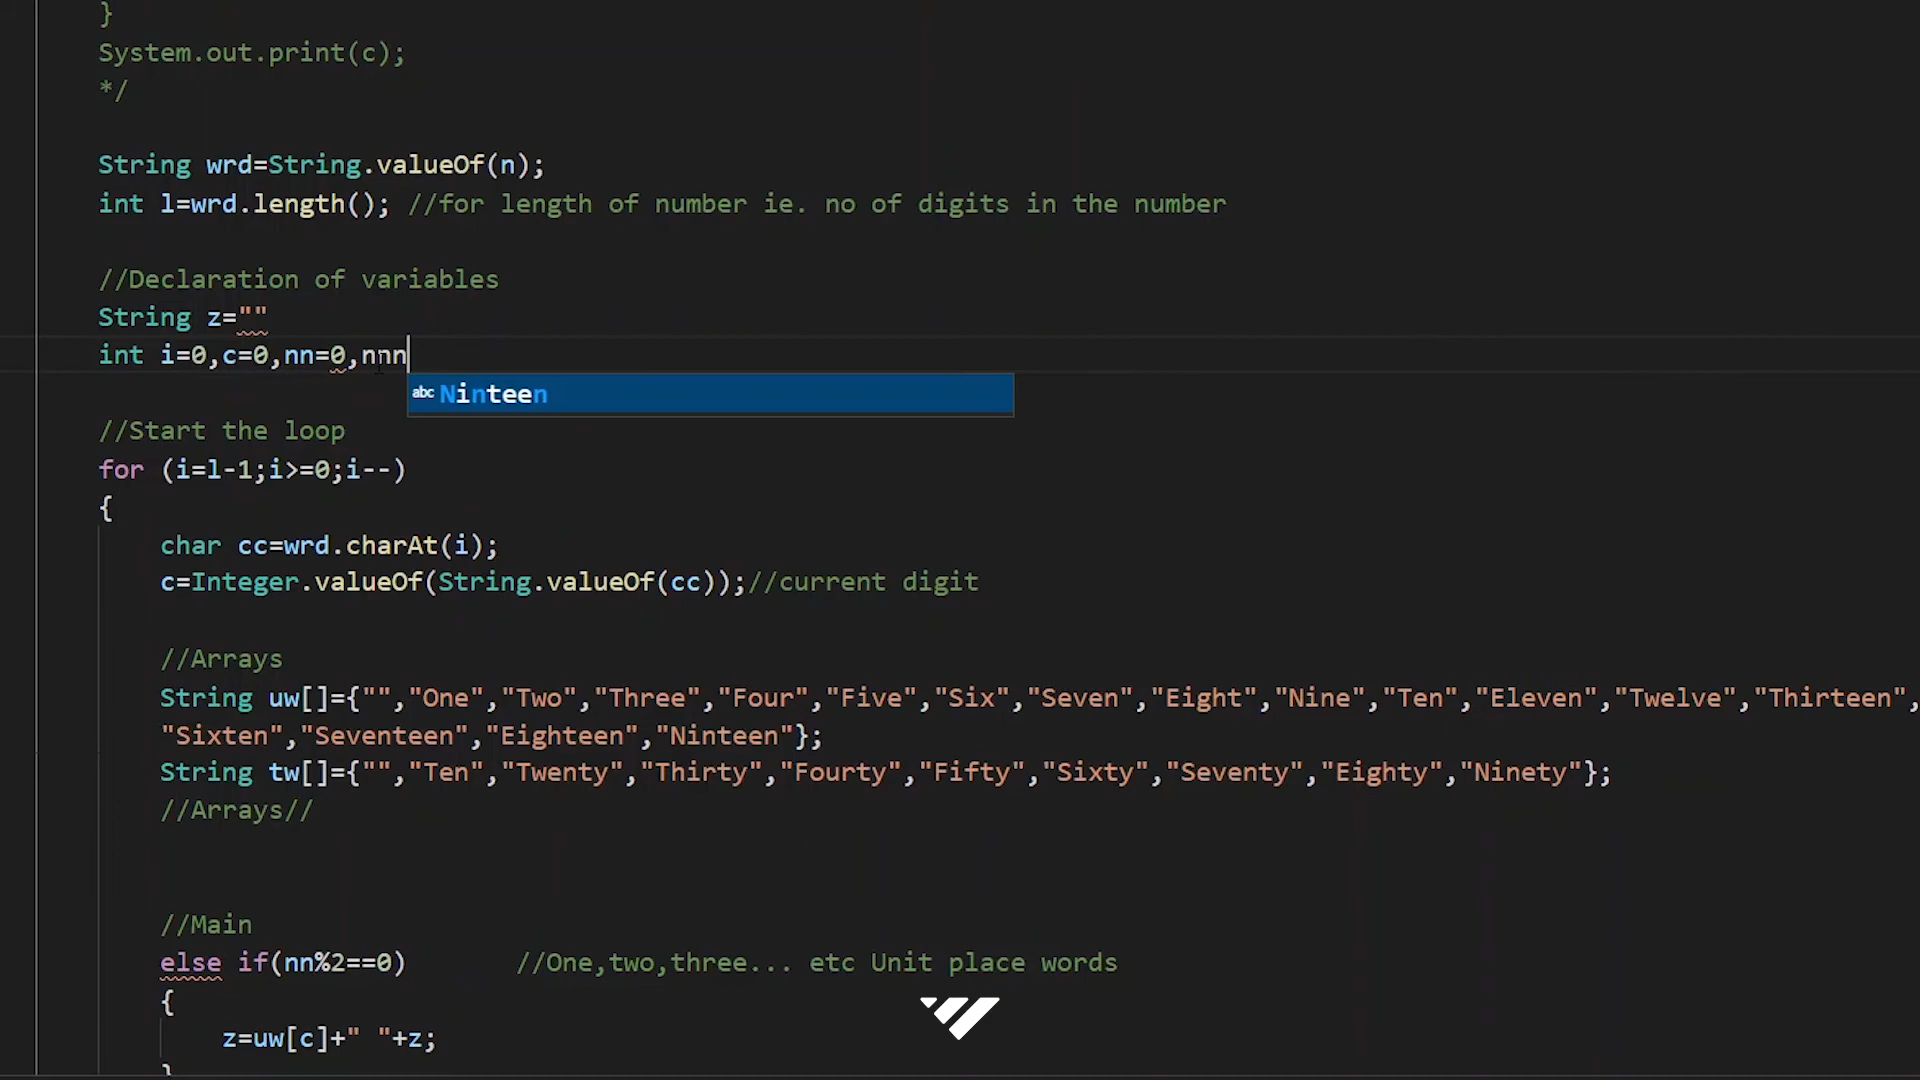 }
System.out.print(c);
*/
String wrd=String.valueOf(n);
int l=wrd.length(); //for length of number ie. no of digits in the number
//Declaration of variables
String z=""
int i=0,c=0,nn=0,nnn
abc Ninteen
//Start the loop
for (i=l-1;i>=0;i--)
{
char cc=wrd.charAt(i);
c=Integer.valueOf(String.valueOf(cc));//current digit
//Arrays
String uw[]={"","One","Two","Three","Four","Five","Six","Seven","Eight","Nine","Ten","Eleven","Twelve","Thirteen",
"Sixten","Seventeen","Eighteen","Ninteen"};
String tw[]={"","Ten","Twenty","Thirty","Fourty","Fifty","Sixty","Seventy","Eighty","Ninety"};
//Arrays//
//Main
else if(nn%2==0) //One,two,three... etc Unit place words
{
z=uw[c]+" "+z;
}